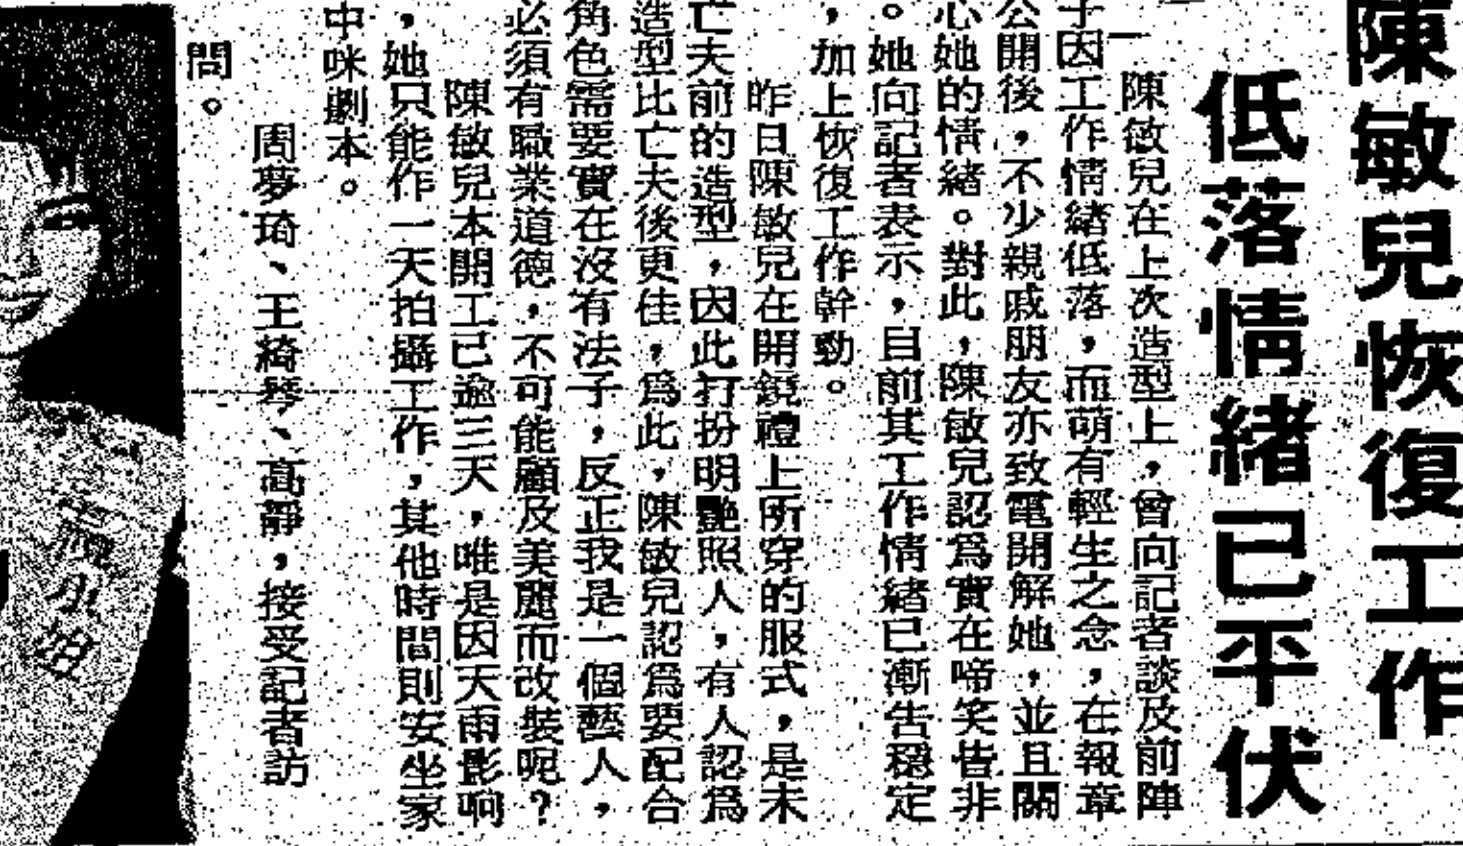 陳敏兒恢復工作
低落情緒已平伏
陳敏兒在上次造型上，曾向記者談及前陣
子因工作情緒低落，而萌有輕生之念，在報章
公開後，不少親戚朋友亦致電開解她，並且關
心她的情緒。對此，陳敏兒認爲實在啼笑皆非
。她向記者表示，目前其工作情緒已漸吿穩定
，加上恢復工作幹勁。
昨日陳敏兒在開鏡禮上所穿的服式，是未
亡夫前的造型，因此打扮明艷照人，有人認爲
造型比亡夫後更佳，爲此，陳敏兒認爲要配合
角色需要實在沒有法子，反正我是一個藝人，
必須有職業道德，不可能顧及美麗而改裝呢？
陳敏兒本開工已逾三天，唯是因天雨影响
，她只能作一天拍攝工作，其他時間則安坐家
中咪劇本。
周夢琦、王綺琴、高靜，接受記者訪
問。